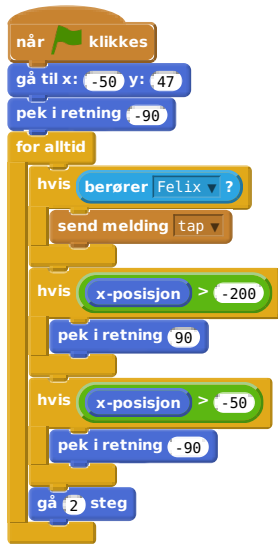 når klikkes
gå til x: -50 y: 47
pek i retning -90
for alltid
hvis berører Felix ▼ ?
send melding tap ▼
hvis x-posisjon > -200
pek i retning 90
hvis x-posisjon > -50
pek i retning -90
gå 2 steg